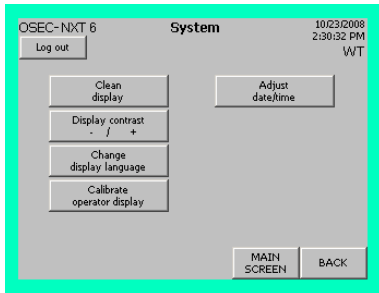 OSEC-NXT 6
System
10/23/2008
2:30:32 PM
Log out
WT
Clean
display
Adjust
date/time
Display contrast
- / +
Change
display language
Calibrate
operator display
MAIN
SCREEN
BACK